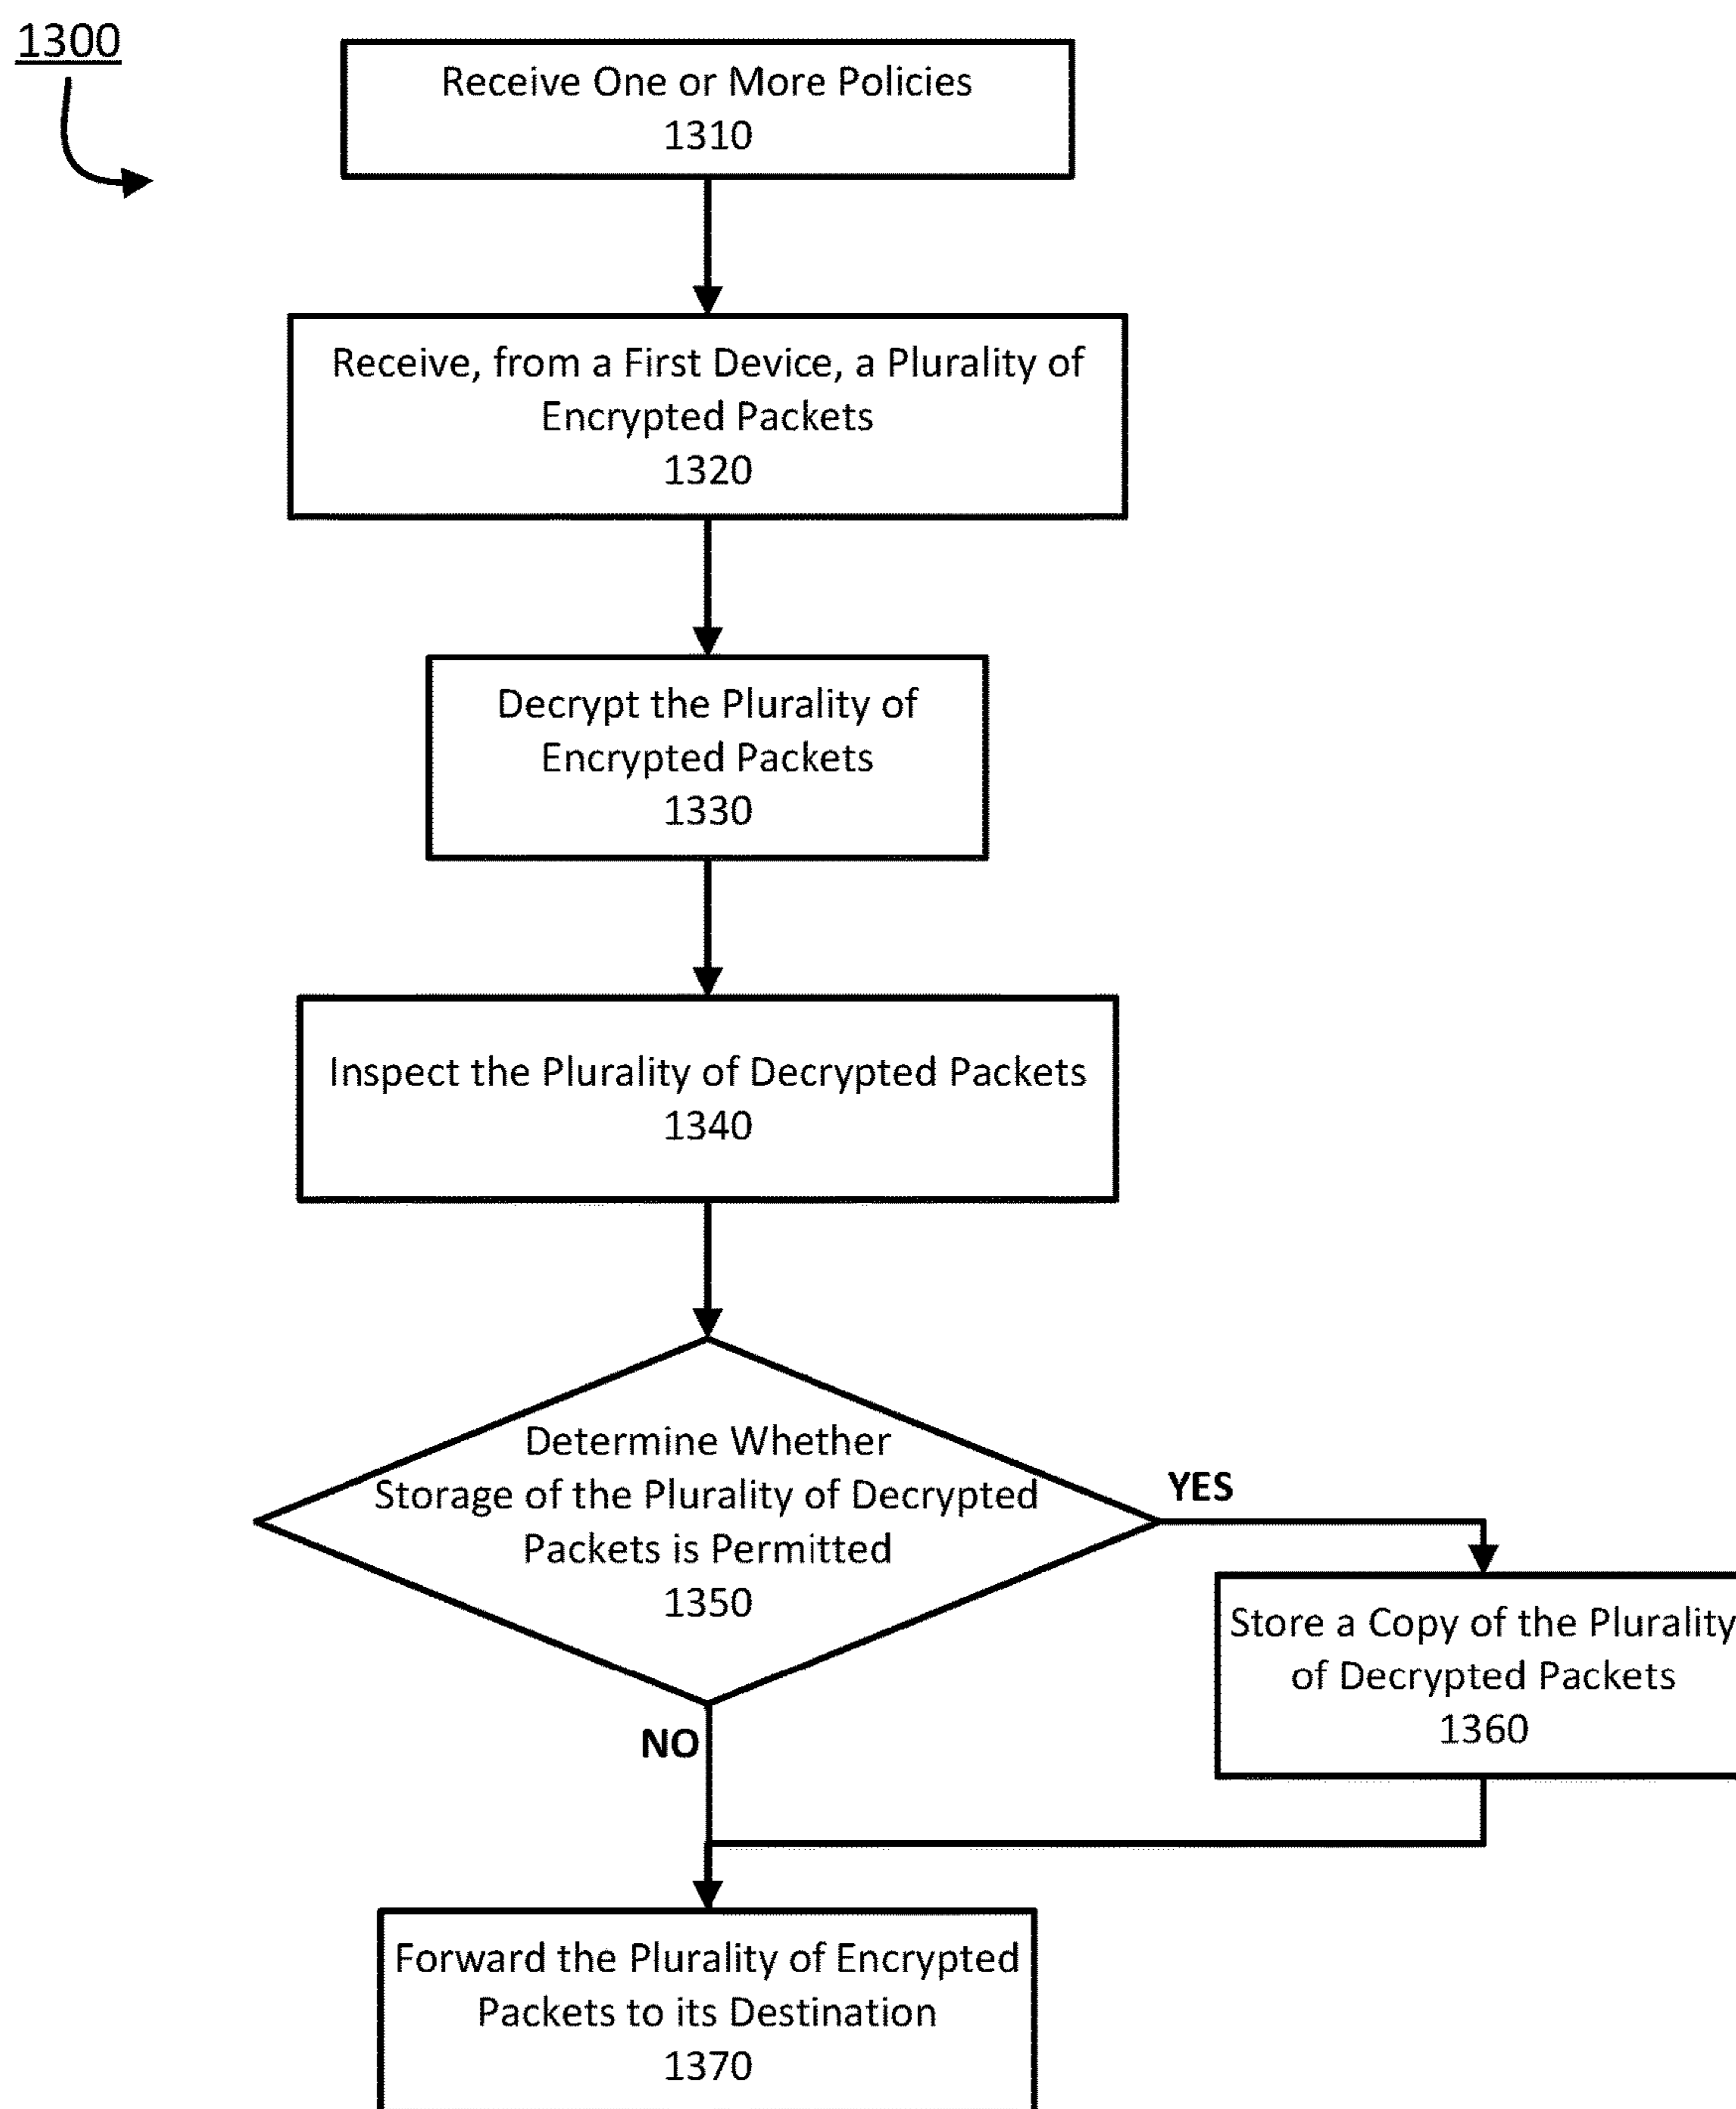 1300
Receive One or More Policies
1310
Receive, from a First Device, a Plurality of
Encrypted Packets
1320
Decrypt the Plurality of
Encrypted Packets
1330
Inspect the Plurality of Decrypted Packets
1340
Determine Whether
Storage of the Plurality of Decrypted
Packets is Permitted
1350
YES
Store a Copy of the Plurality
of Decrypted Packets
1360
NO
Forward the Plurality of Encrypted
Packets to its Destination
1370